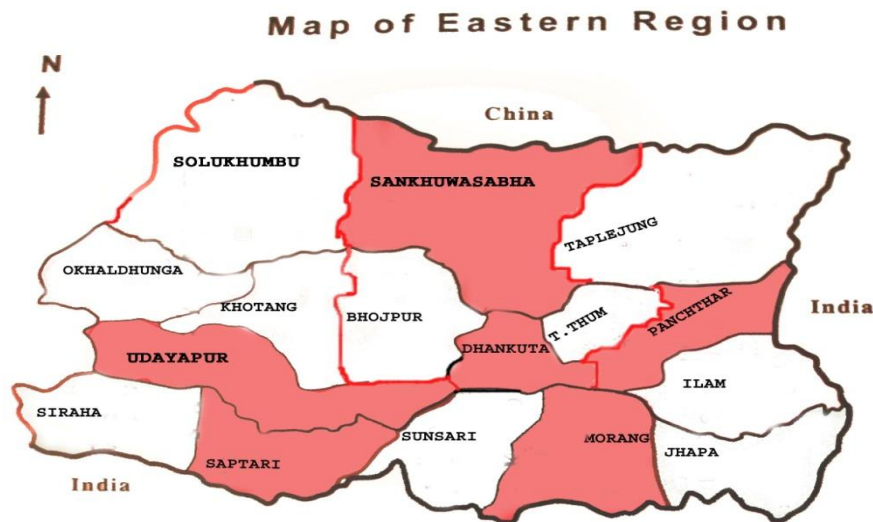 Map of Eastern Region
N
China
SOLUKHUMBU
SANKHUWASABHA
TAPLEJUNG
OKHALDHUNGA
KHOTANG
BHOJPUR
T.THUM
PANCHTHAR
India
UDAYAPUR
DHANKUTA
ILAM
SIRAHA
SUNSARI
MORANG
JHAPA
SAPTARI
India